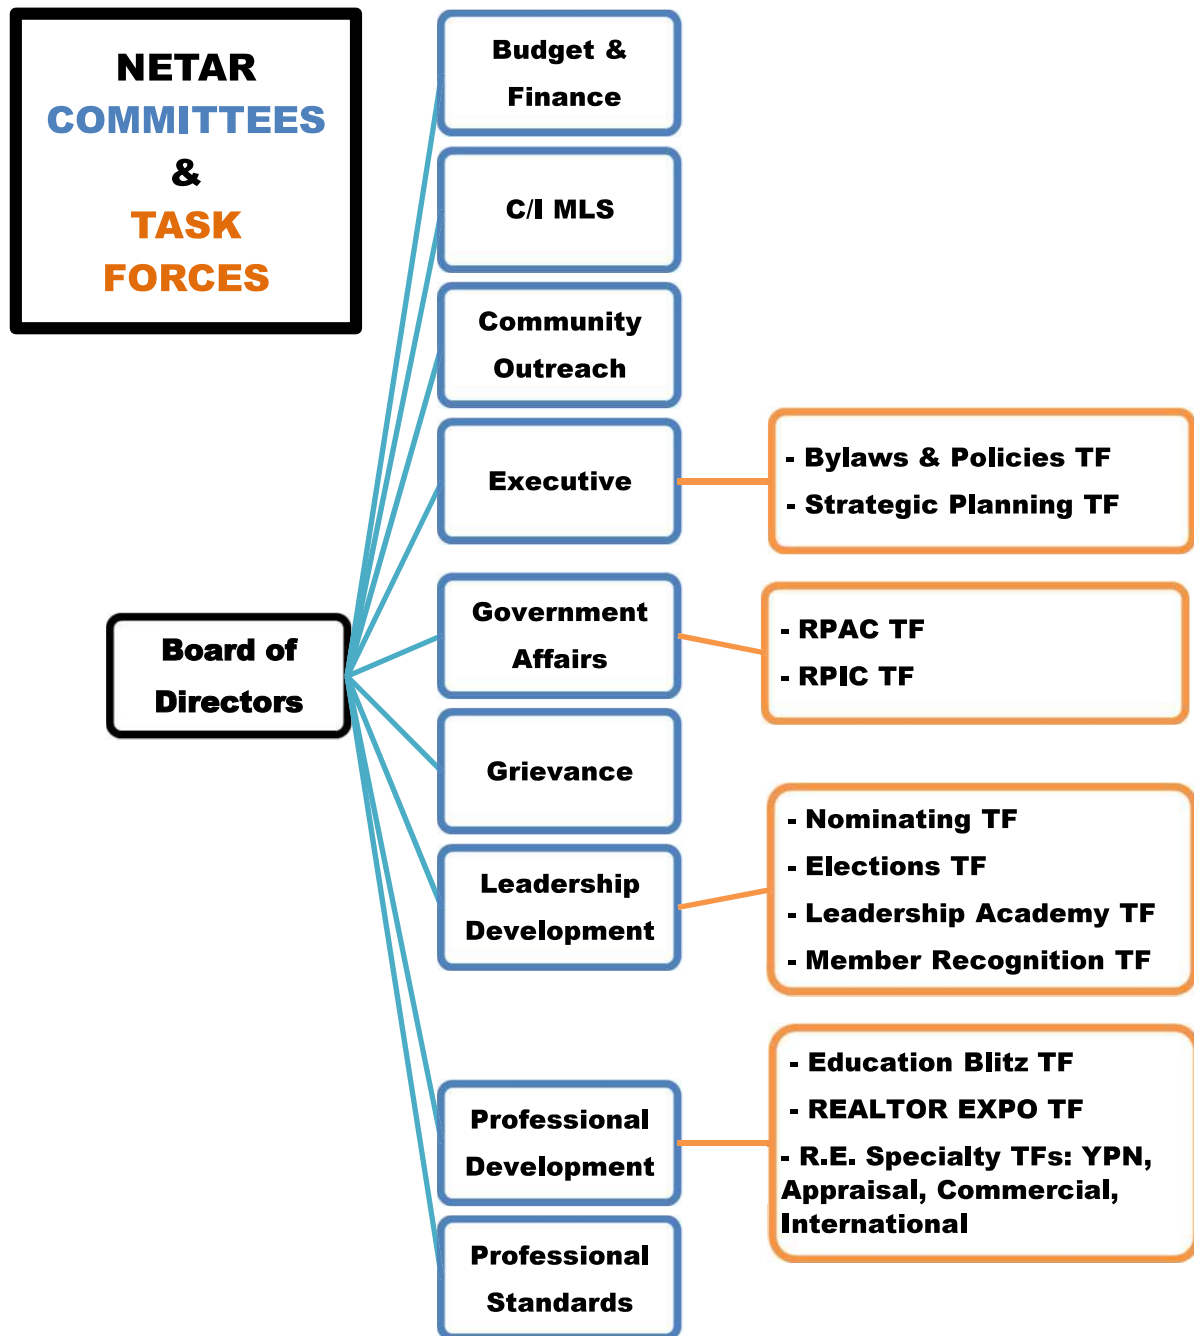 NETAR
COMMITTEES
&
TASK
FORCES
Board of
Directors
Budget &
Finance
C/I MLS
Community
Outreach
Executive
- Bylaws & Policies TF
- Strategic Planning TF
Government
Affairs
- RPAC TF
- RPIC TF
Grievance
Leadership
Development
- Nominating TF
- Elections TF
- Leadership Academy TF
- Member Recognition TF
Professional
Development
- Education Blitz TF
- REALTOR EXPO TF
- R.E. Specialty TFs: YPN,
Appraisal, Commercial,
International
Professional
Standards